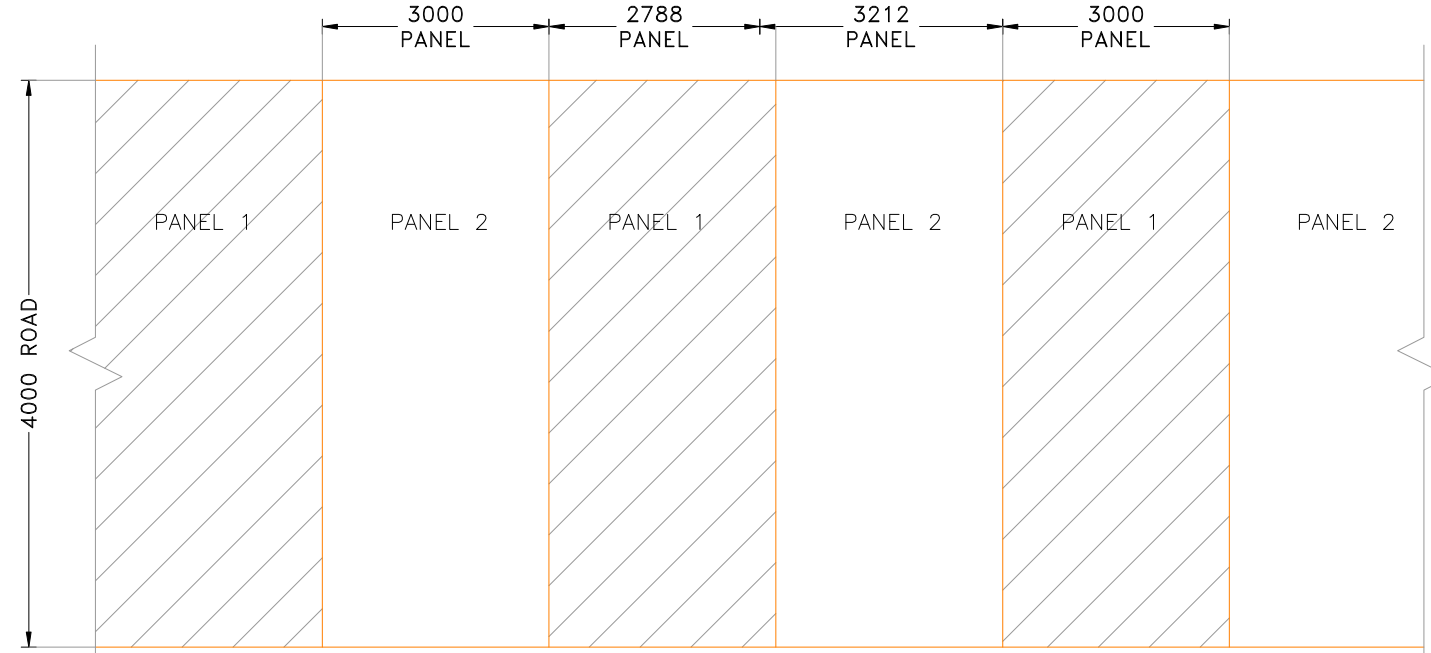 3000
PANEL
2788
PANEL
3212
PANEL
3000
PANEL
PANEL 1
PANEL 2
PANEL 1
PANEL 2
PANEL 1
PANEL 2
4000 ROAD